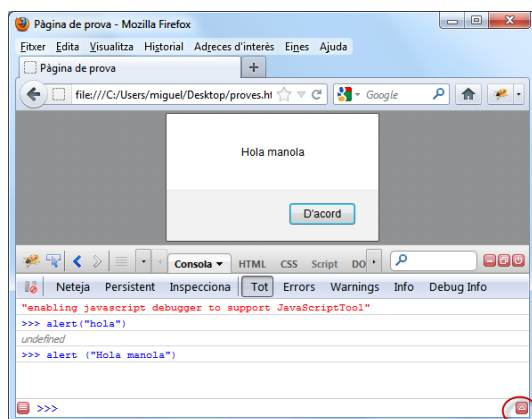 Pàgina de prova - Mozilla Firefox
Fitxer Edita Visualitza Historial Adreces d'interès Eines Ajuda
Pàgina de prova
file:///C:/Users/miguel/Desktop/proves.ht Google
Hola manola
D'acord
Consola HTML CSS Script DO
Neteja Persistent Inspecciona Tot Errors Warnings Info Debug Info
"enabling javascript debugger to support JavaScriptTool"
>>> alert("hola")
undefined
>>> alert ("Hola manola")
>>>